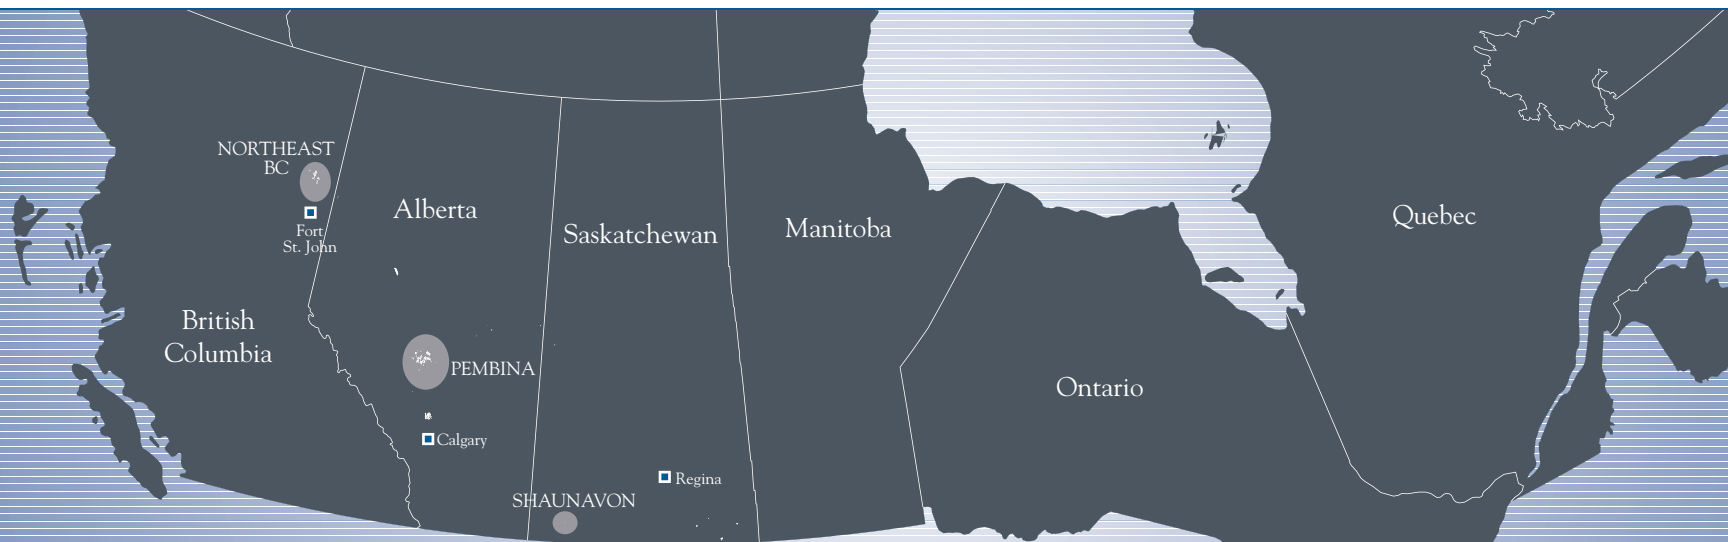 NORTHEAST
BC
Fort
St. John
Alberta
Saskatchewan
Manitoba
Quebec
British
Columbia
PEMBINA
Ontario
Calgary
Regina
SHAUNAVON